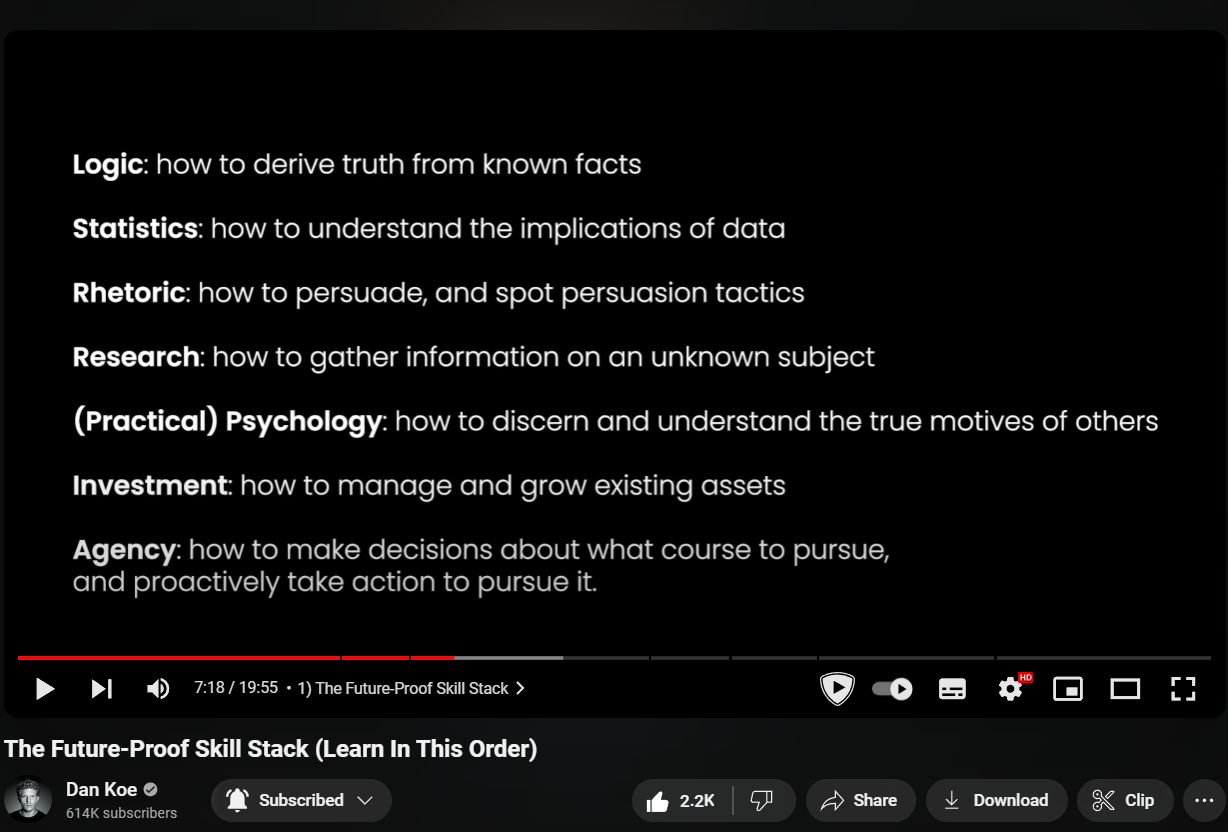 Logic: how to derive truth from known facts
Statistics: how to understand the implications of data
Rhetoric: how to persuade, and spot persuasion tactics
Research: how to gather information on an unknown subject
(Practical) Psychology: how to discern and understand the true motives of others
Investment: how to manage and grow existing assets
Agency: how to make decisions about what course to pursue,
and proactively take action to pursue it.
7:18 / 19:55 • 1) The Future-Proof Skill Stack
HD
The Future-Proof Skill Stack (Learn In This Order)
Dan Koe
614K subscribers
Subscribed
2.2K
Share
Download
Clip